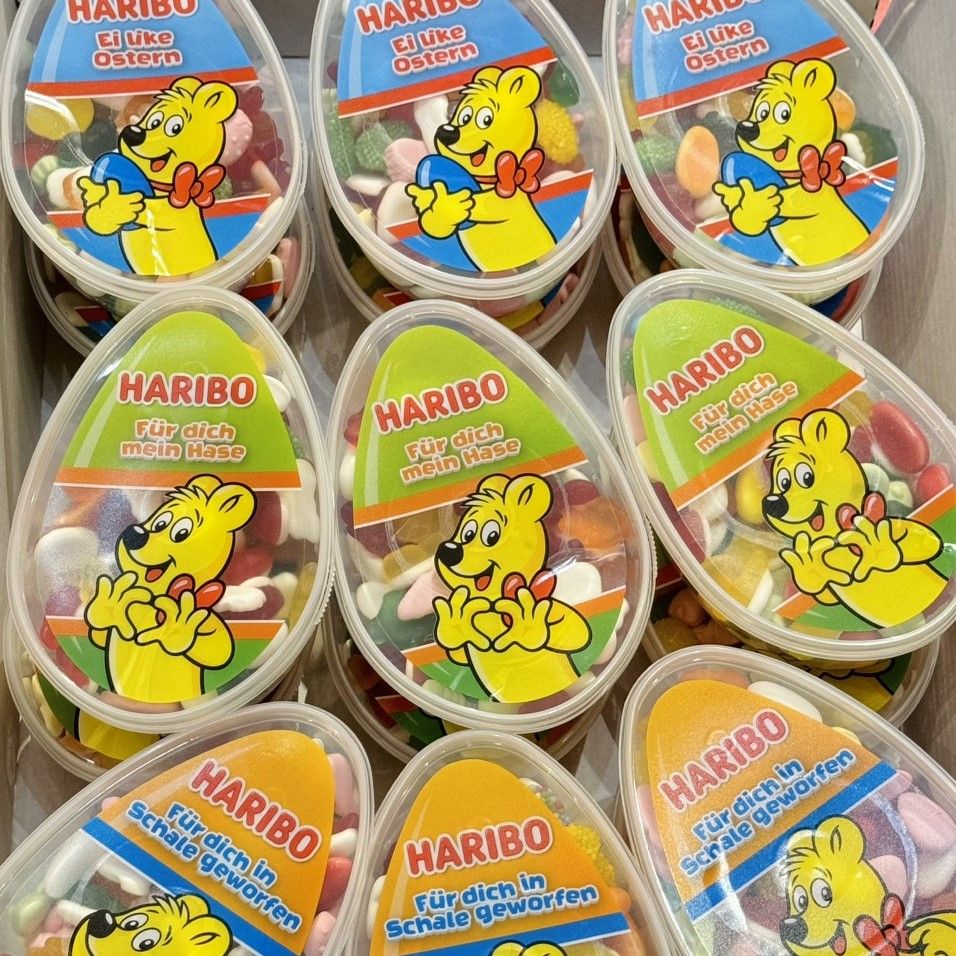 HARIBO
Ei like
Ostern
HARIBO
Ei like
Ostern
HARIBO
Ei like
Ostern
HARIBO
Für dich
mein Hase
HARIBO
Für dich
mein Hase
HARIBO
Für dich
mein Hase
HARIBO
Für dich in
Schale geworfen
HARIBO
Für dich in
Schale geworfen
HARIBO
Für dich in
Schale geworfen